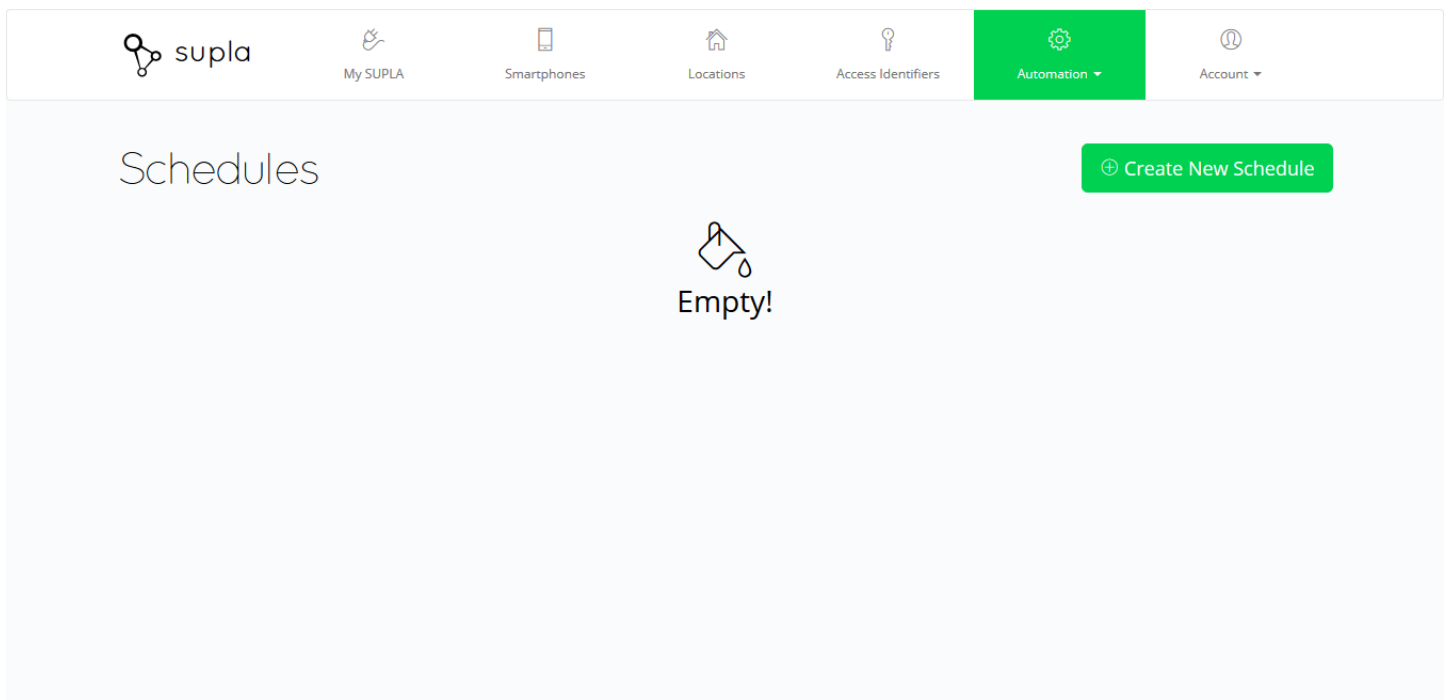 supla
My SUPLA
Smartphones
Locations
Access Identifiers
Automation
Account
Schedules
Create New Schedule
Empty!